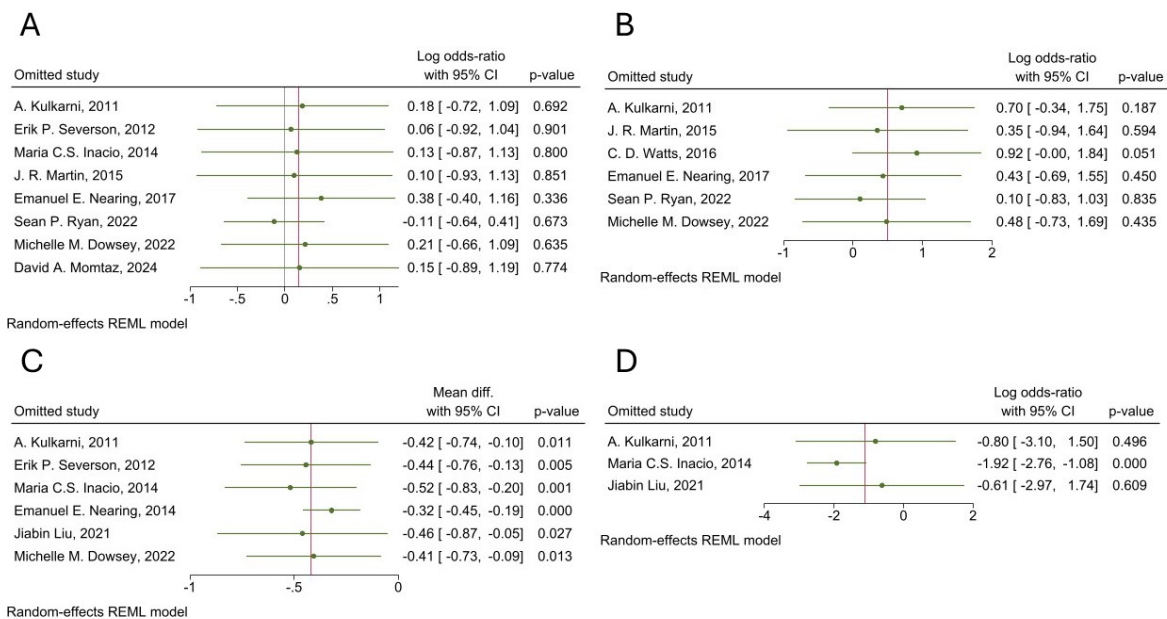 A
Log odds-ratio
Omitted study with 95% CI p-value
A. Kulkarni, 2011 0.18 [ -0.72, 1.09] 0.692
Erik P. Severson, 2012 0.06 [ -0.92, 1.04] 0.901
Maria C.S. Inacio, 2014 0.13 [ -0.87, 1.13] 0.800
J. R. Martin, 2015 0.10 [ -0.93, 1.13] 0.851
Emanuel E. Nearing, 2017 0.38 [ -0.40, 1.16] 0.336
Sean P. Ryan, 2022 -0.11 [ -0.64, 0.41] 0.673
Michelle M. Dowsey, 2022 0.21 [ -0.66, 1.09] 0.635
David A. Momtaz, 2024 0.15 [ -0.89, 1.19] 0.774
-1 -.5 0 .5 1
Random-effects REML model
B
Log odds-ratio
Omitted study with 95% CI p-value
A. Kulkarni, 2011 0.70 [ -0.34, 1.75] 0.187
J. R. Martin, 2015 0.35 [ -0.94, 1.64] 0.594
C. D. Watts, 2016 0.92 [ -0.00, 1.84] 0.051
Emanuel E. Nearing, 2017 0.43 [ -0.69, 1.55] 0.450
Sean P. Ryan, 2022 0.10 [ -0.83, 1.03] 0.835
Michelle M. Dowsey, 2022 0.48 [ -0.73, 1.69] 0.435
-1 0 1 2
Random-effects REML model
C
Mean diff.
Omitted study with 95% CI p-value
A. Kulkarni, 2011 -0.42 [ -0.74, -0.10] 0.011
Erik P. Severson, 2012 -0.44 [ -0.76, -0.13] 0.005
Maria C.S. Inacio, 2014 -0.52 [ -0.83, -0.20] 0.001
Emanuel E. Nearing, 2014 -0.32 [ -0.45, -0.19] 0.000
Jiabin Liu, 2021 -0.46 [ -0.87, -0.05] 0.027
Michelle M. Dowsey, 2022 -0.41 [ -0.73, -0.09] 0.013
-1 -.5 0
Random-effects REML model
D
Log odds-ratio
Omitted study with 95% CI p-value
A. Kulkarni, 2011 -0.80 [ -3.10, 1.50] 0.496
Maria C.S. Inacio, 2014 -1.92 [ -2.76, -1.08] 0.000
Jiabin Liu, 2021 -0.61 [ -2.97, 1.74] 0.609
-4 -2 0 2
Random-effects REML model